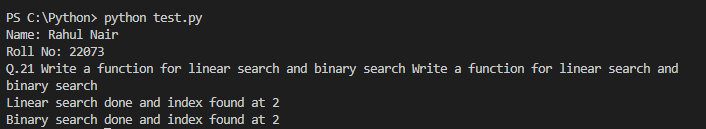 PS C:\Python> python test.py
Name: Rahul Nair
Roll No: 22073
Q.21 Write a function for linear search and binary search Write a function for linear search and
binary search
Linear search done and index found at 2
Binary search done and index found at 2